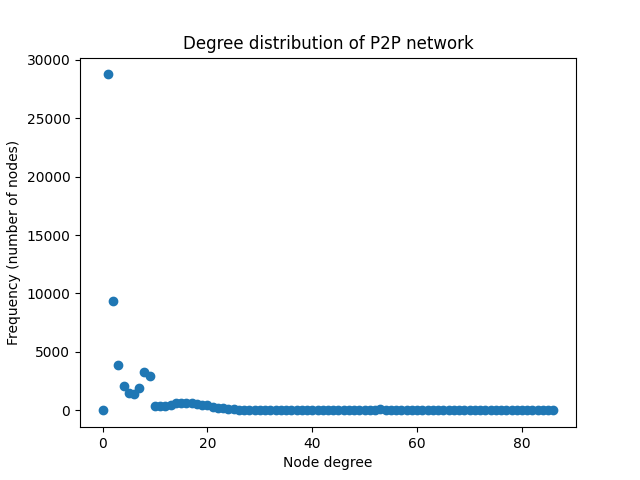 Degree distribution of P2P network
30000
25000
20000
15000
10000
5000
0
Frequency (number of nodes)
0 20 40 60 80
Node degree